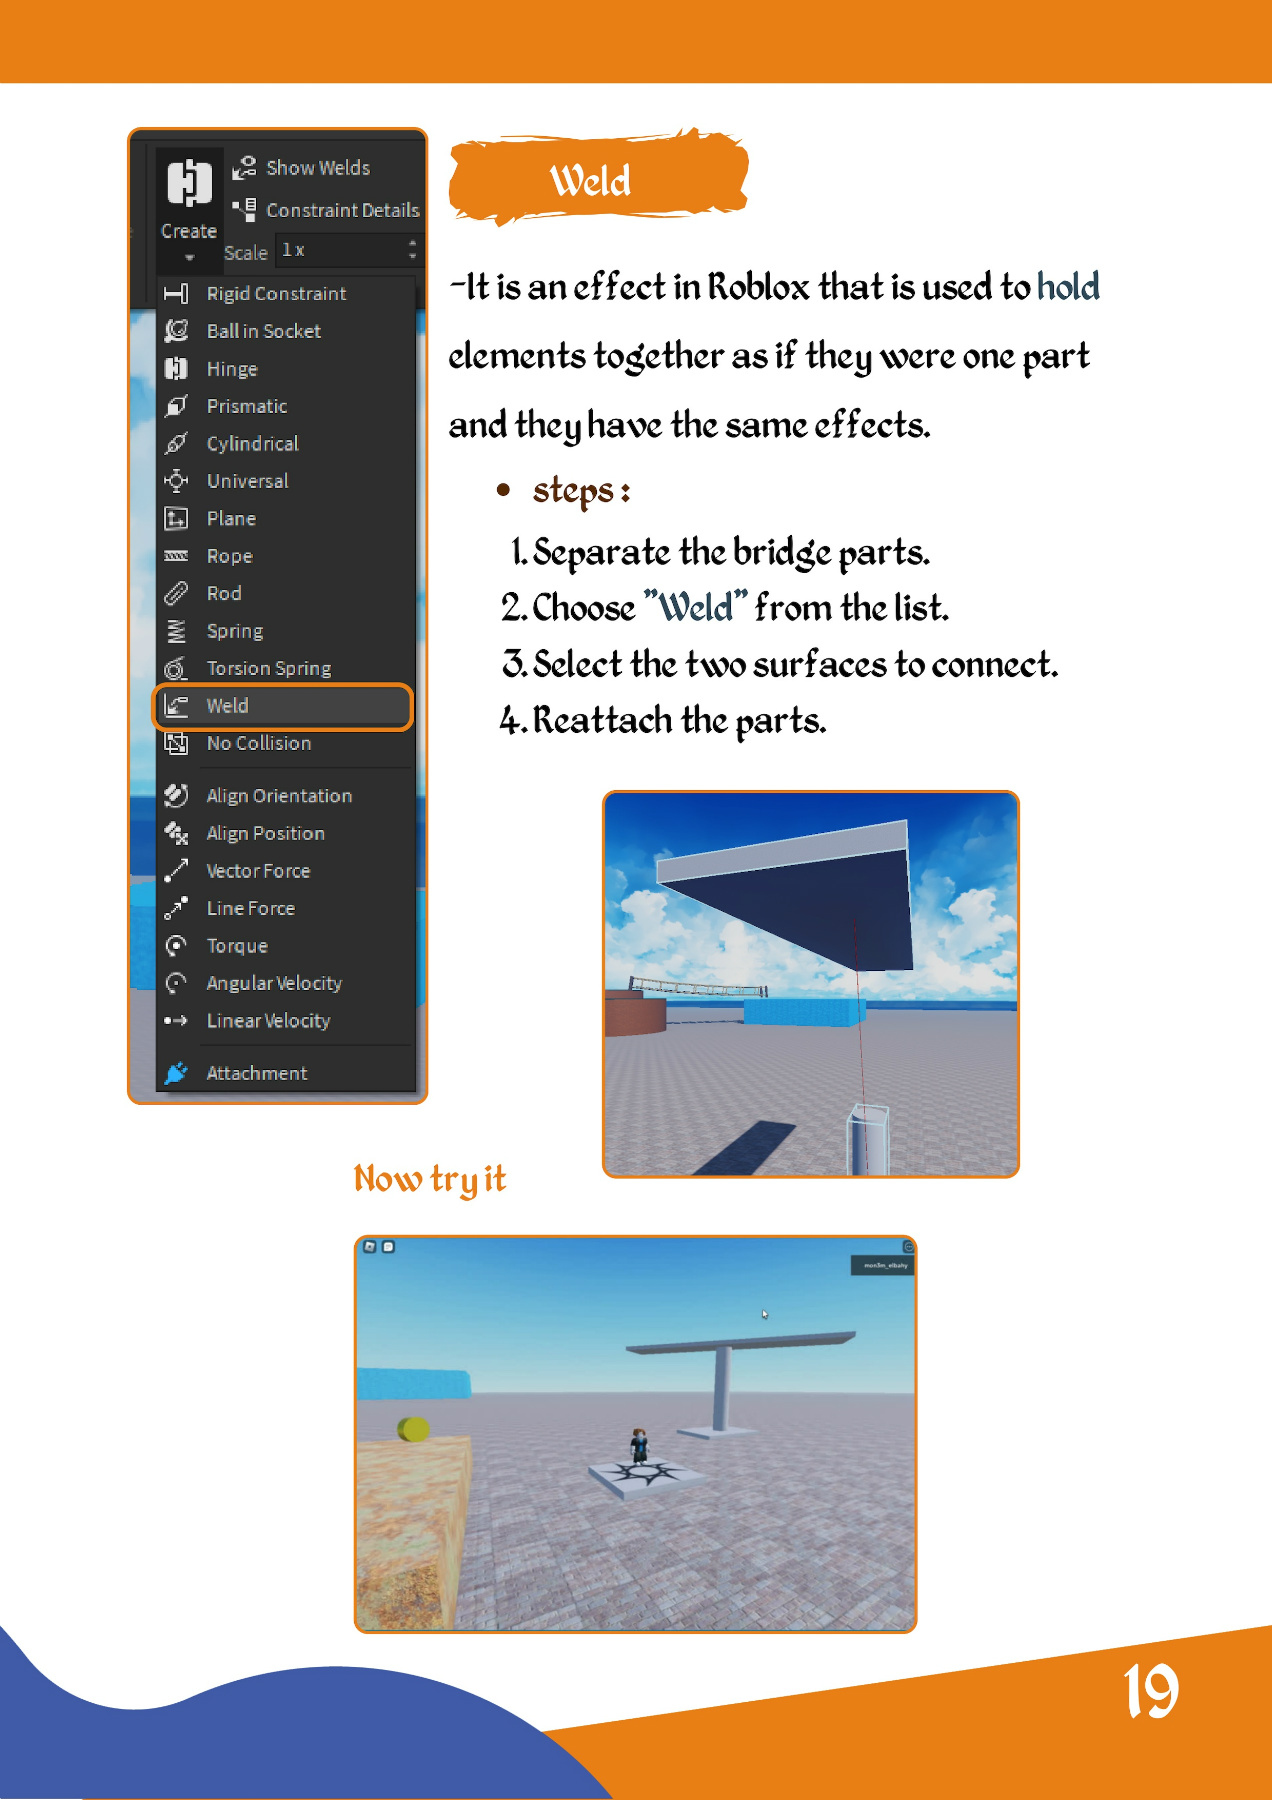 Show Welds
Constraint Details
Create
Scale 1 x
Rigid Constraint
Ball in Socket
Hinge
Prismatic
Cylindrical
Universal
Plane
Rope
Rod
Spring
Torsion Spring
Weld
No Collision
Align Orientation
Align Position
Vector Force
Line Force
Torque
Angular Velocity
Linear Velocity
Attachment
Weld
-It is an effect in Roblox that is used to hold
elements together as if they were one part
and they have the same effects.
• steps :
1. Separate the bridge parts.
2. Choose "Weld" from the list.
3. Select the two surfaces to connect.
4. Reattach the parts.
Now try it
mon3m_elbahy
19